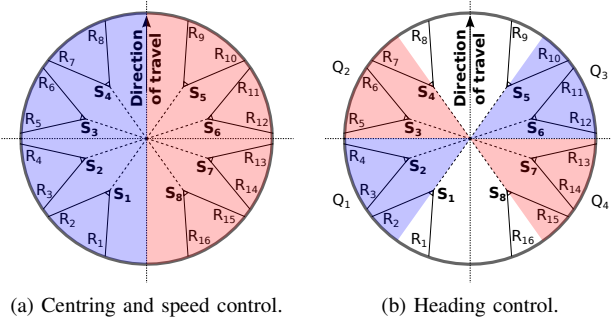 R8
R9
R7
R10
R6
R11
R5
R12
R4
R13
R3
R14
R2
R15
R1
R16
S4
S5
S3
S6
S2
S7
S1
S8
Direction
of travel
(a) Centring and speed control.
R8
R9
R7
R10
R6
R11
R5
R12
R4
R13
R3
R14
R2
R15
R1
R16
S4
S5
S3
S6
S2
S7
S1
S8
Q2
Q3
Q1
Q4
Direction
of travel
(b) Heading control.